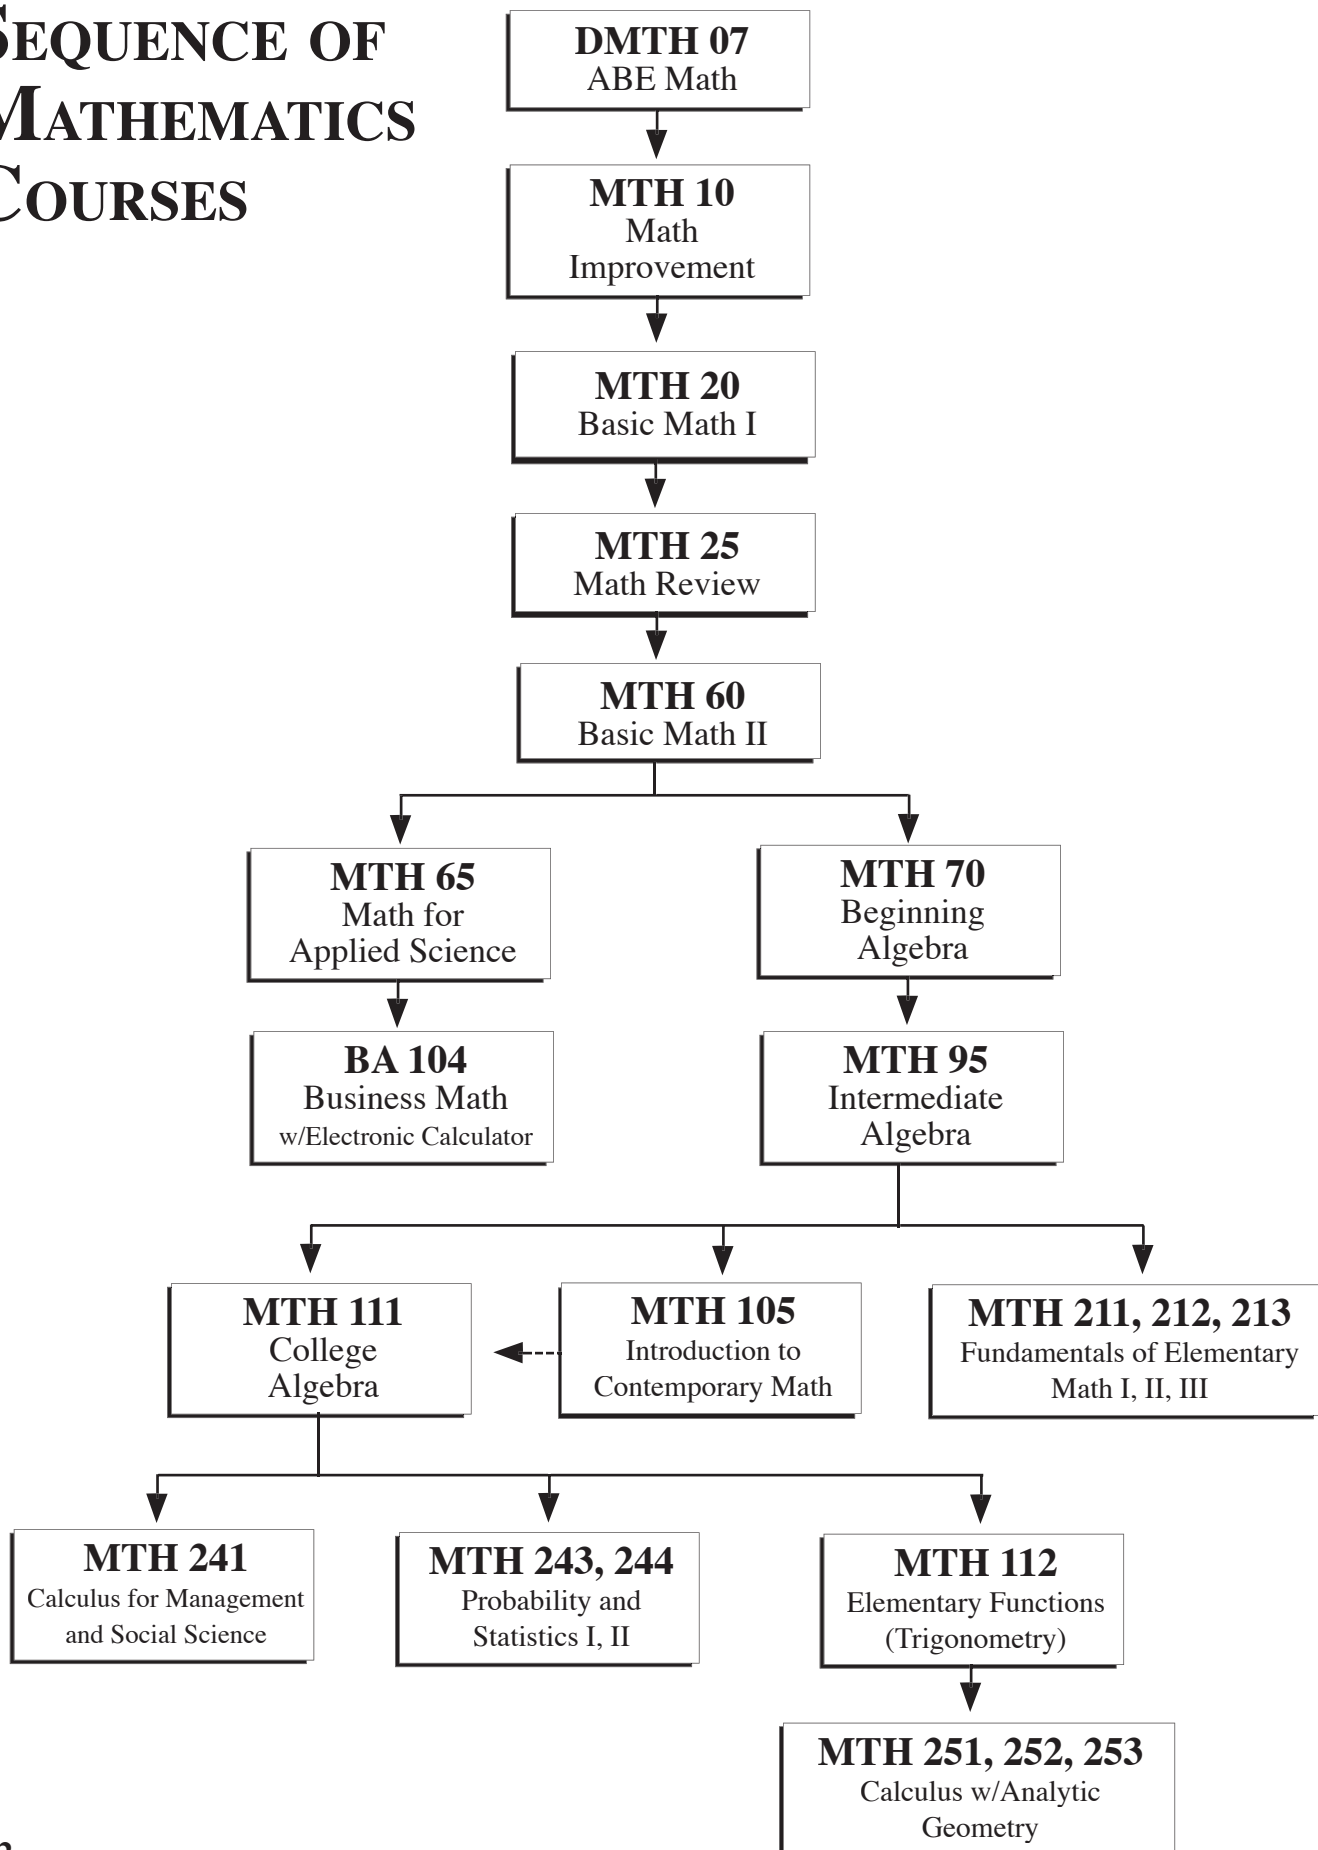 SEQUENCE OF
MATHEMATICS
COURSES
DMTH 07
ABE Math
MTH 10
Math
Improvement
MTH 20
Basic Math I
MTH 25
Math Review
MTH 60
Basic Math II
MTH 65
Math for
Applied Science
MTH 70
Beginning
Algebra
BA 104
Business Math
w/Electronic Calculator
MTH 95
Intermediate
Algebra
MTH 111
College
Algebra
MTH 105
Introduction to
Contemporary Math
MTH 211, 212, 213
Fundamentals of Elementary
Math I, II, III
MTH 241
Calculus for Management
and Social Science
MTH 243, 244
Probability and
Statistics I, II
MTH 112
Elementary Functions
(Trigonometry)
MTH 251, 252, 253
Calculus w/Analytic
Geometry